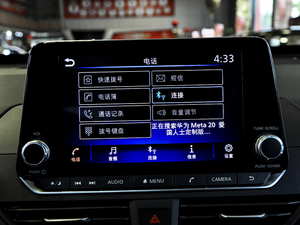 电话 4:33
快速拨号 短信
电话簿 连接
通话记录 音量调节
拨号键盘 正在搜索华为 Meta 20 爱
国人士定制版...
电话 音频 连接 信息 设置
VOL TUNE·SCROLL
PUSH PUSH SOUND
AUDIO MENU CAMERA